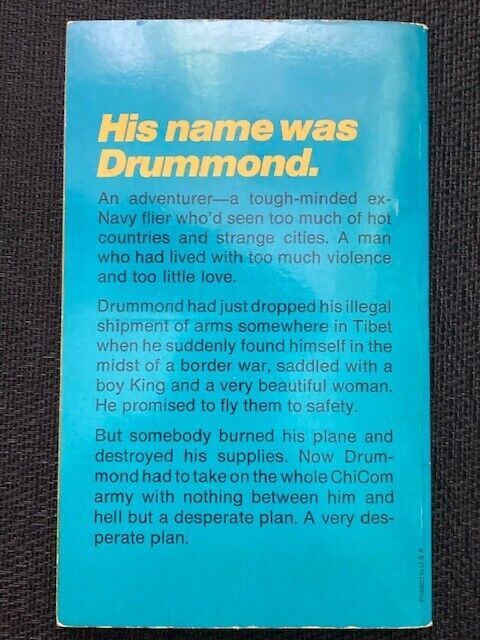 His name was
Drummond.
An adventurer—a tough-minded ex-
Navy flier who'd seen too much of hot
countries and strange cities. A man
who had lived with too much violence
and too little love.
Drummond had just dropped his illegal
shipment of arms somewhere in Tibet
when he suddenly found himself in the
midst of a border war, saddled with a
boy King and a very beautiful woman.
He promised to fly them to safety.
But somebody burned his plane and
destroyed his supplies. Now Drum-
mond had to take on the whole ChiCom
army with nothing between him and
hell but a desperate plan. A very des-
perate plan.
Printed in U.S.A.